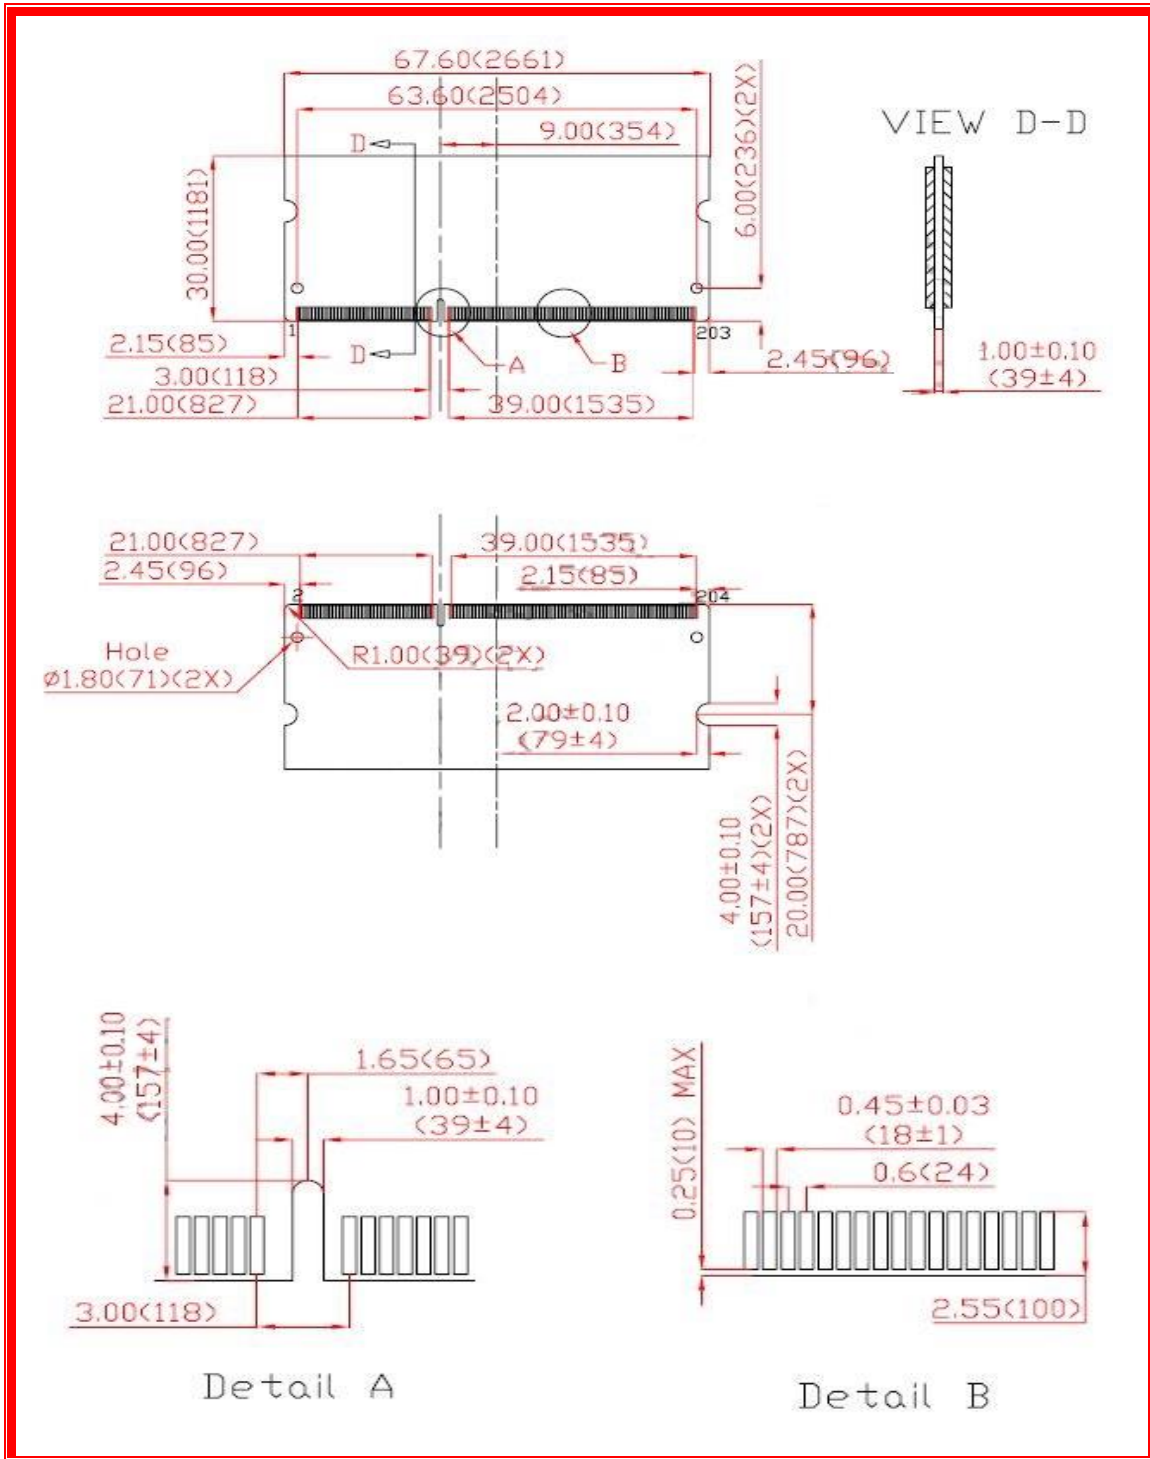 67.60(2661)
63.60(2504)
9.00(354)
VIEW D-D
D
6.00(236)(2X)
30.00(1181)
1
203
2.15(85)
D
A
B
2.45(96)
1.00±0.10
(39±4)
3.00(118)
21.00(827)
39.00(1535)
21.00(827)
39.00(1535)
2.45(96)
2.15(85)
2
204
Hole
R1.00(39)(2X)
Ø1.80(71)(2X)
2.00±0.10
(79±4)
4.00±0.10
(157±4)(2X)
20.00(787)(2X)
4.00±0.10
(157±4)
1.65(65)
1.00±0.10
(39±4)
3.00(118)
Detail A
0.25(10) MAX
0.45±0.03
(18±1)
0.6(24)
2.55(100)
Detail B